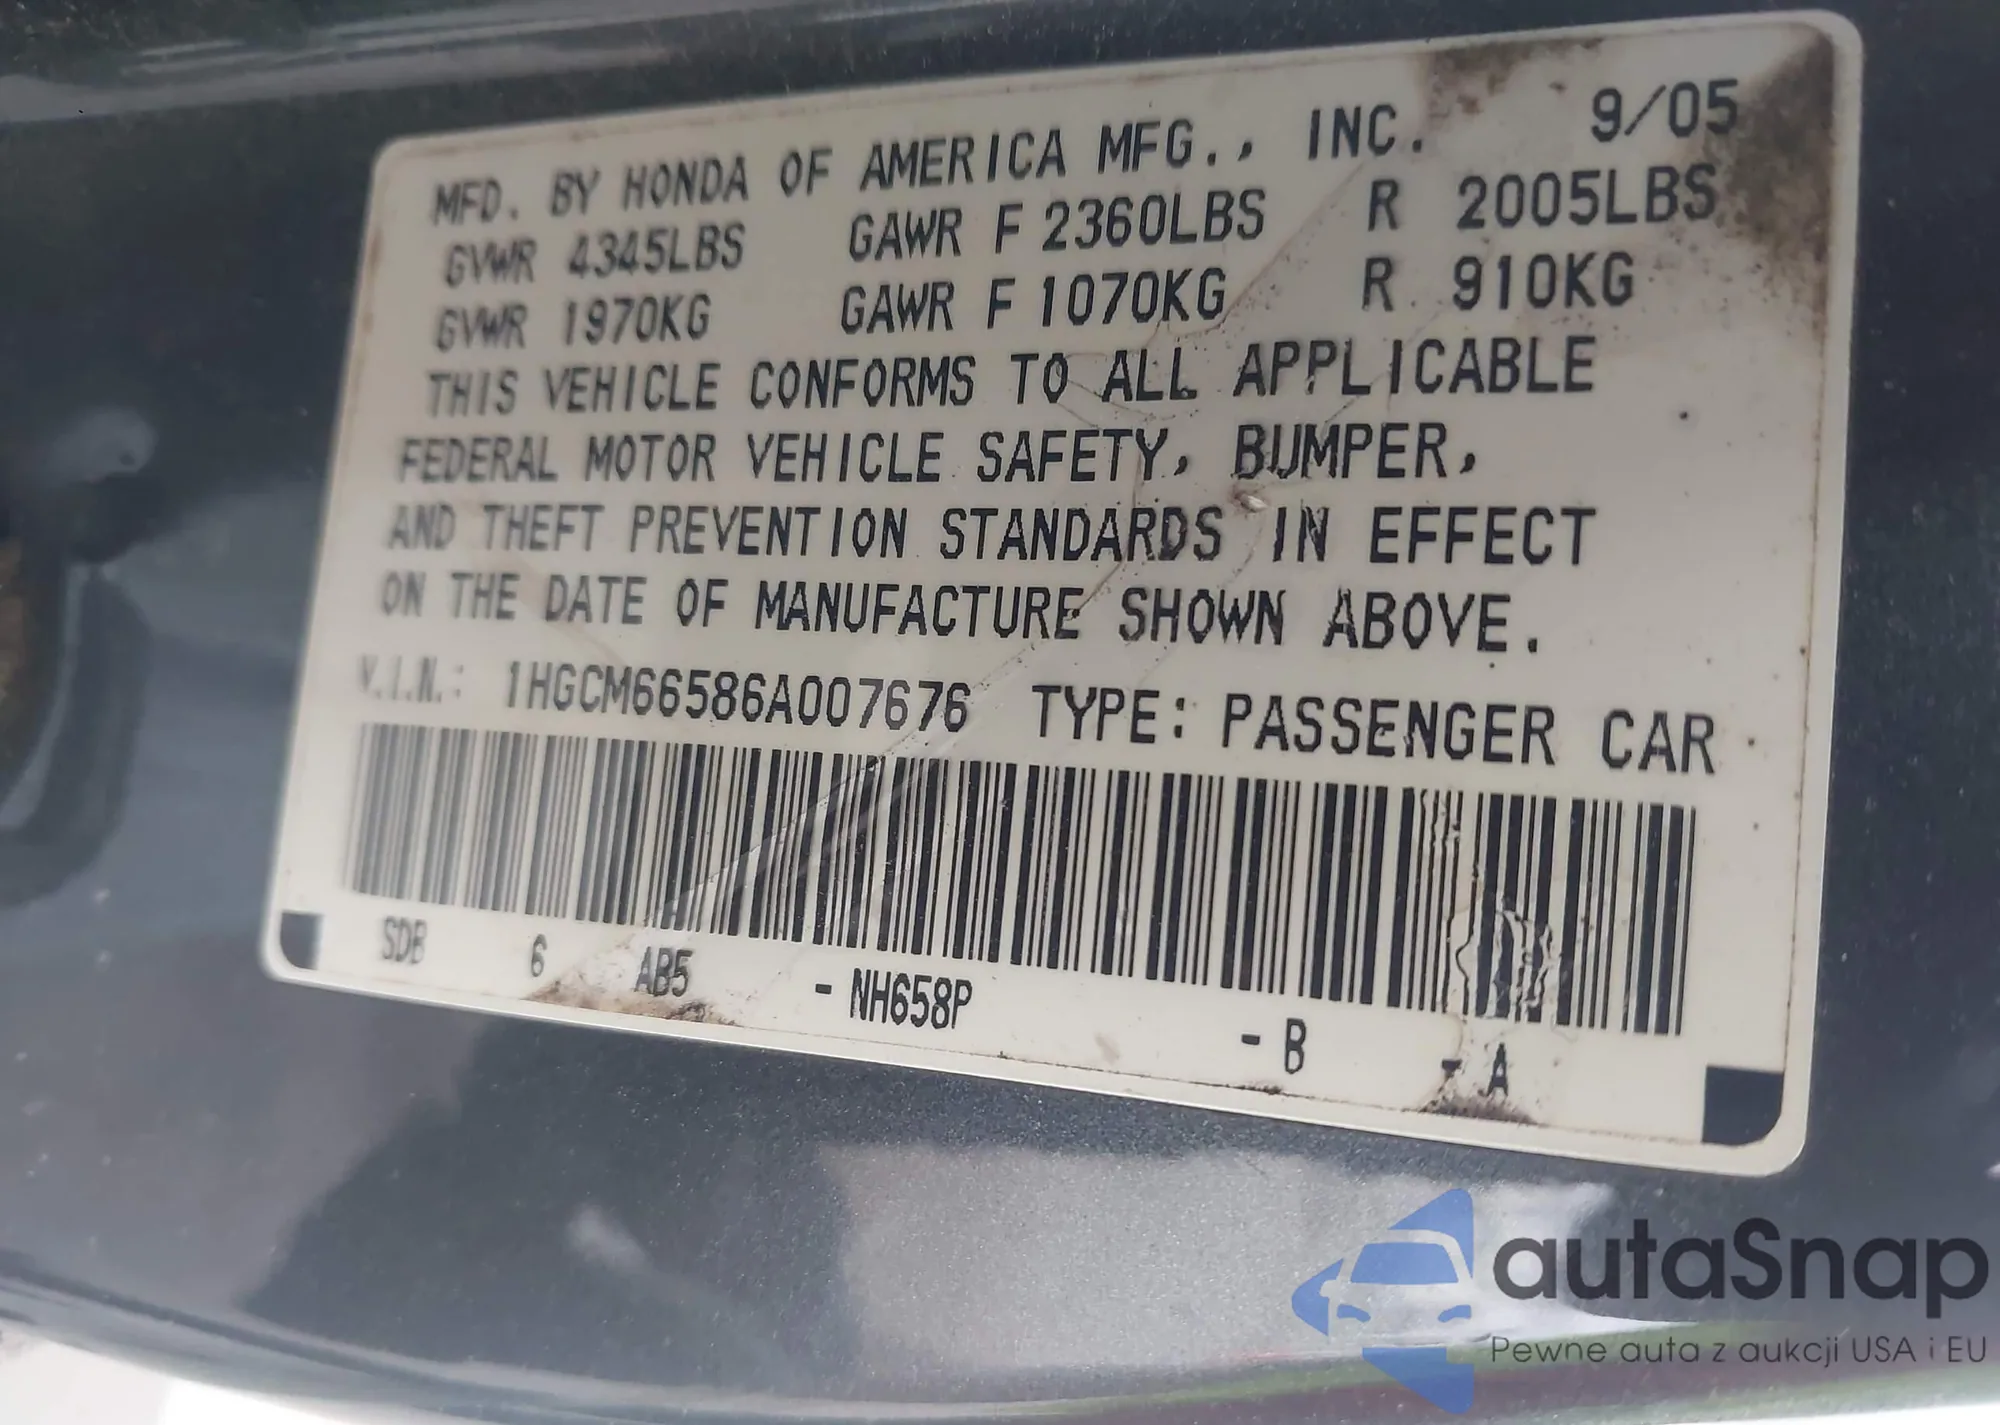 MFD. BY HONDA OF AMERICA MFG., INC. 9/05
GVWR 4345LBS GAWR F 2360LBS R 2005LBS
GVWR 1970KG GAWR F 1070KG R 910KG
THIS VEHICLE CONFORMS TO ALL APPLICABLE
FEDERAL MOTOR VEHICLE SAFETY, BUMPER,
AND THEFT PREVENTION STANDARDS IN EFFECT
ON THE DATE OF MANUFACTURE SHOWN ABOVE.
V.I.N.: 1HGCM66586A007676 TYPE: PASSENGER CAR
SDB 6 AB5 - NH658P - B - A
autaSnap
Pewne auta z aukcji USA i EU